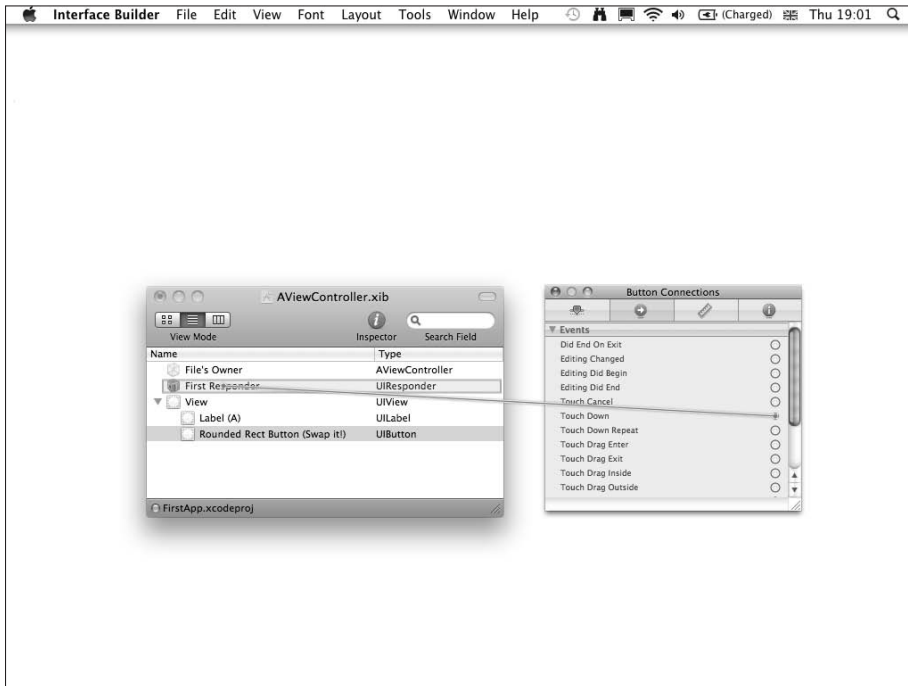 Interface Builder File Edit View Font Layout Tools Window Help (Charged) Thu 19:01
AViewController.xib
View Mode Inspector Search Field
Name Type
File's Owner AViewController
First Responder UIResponder
View UIView
Label (A) UILabel
Rounded Rect Button (Swap it!) UIButton
FirstApp.xcodeproj
Button Connections
Events
Did End On Exit
Editing Changed
Editing Did Begin
Editing Did End
Touch Cancel
Touch Down
Touch Down Repeat
Touch Drag Enter
Touch Drag Exit
Touch Drag Inside
Touch Drag Outside